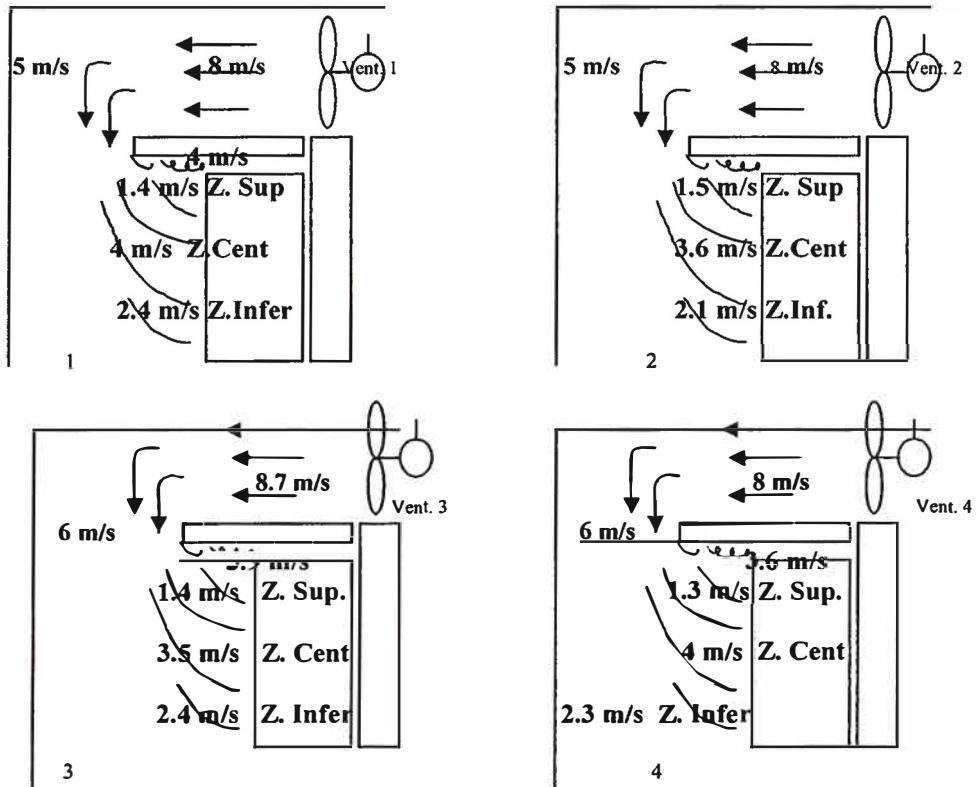 5 m/s 8 m/s Vent. 1
4 m/s
1.4 m/s Z. Sup
4 m/s Z.Cent
2.4 m/s Z.Infer
1
5 m/s 8 m/s Vent. 2
1.5 m/s Z. Sup
3.6 m/s Z.Cent
2.1 m/s Z.Inf.
2
8.7 m/s
Vent. 3
6 m/s
m/s
1.4 m/s Z. Sup.
3.5 m/s Z. Cent
2.4 m/s Z. Infer
3
8 m/s
Vent. 4
6 m/s
3.6 m/s
1.3 m/s Z. Sup.
4 m/s Z. Cent
2.3 m/s Z. Infer
4